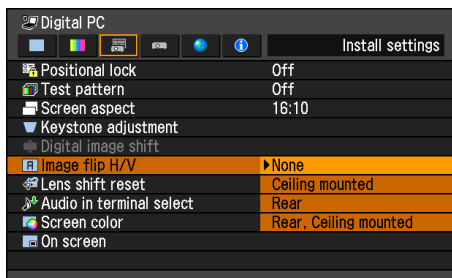 Digital PC
Install settings
Positional lock Off
Test pattern Off
Screen aspect 16:10
Keystone adjustment
Digital image shift
Image flip H/V None
Lens shift reset Ceiling mounted
Audio in terminal select Rear
Screen color Rear, Ceiling mounted
On screen